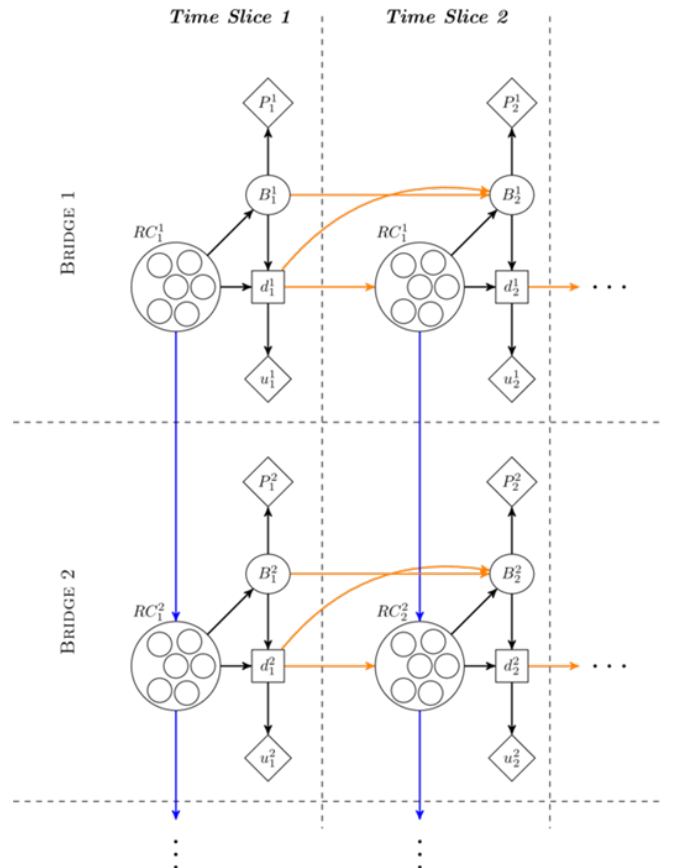 Time Slice 1
Time Slice 2
P₁¹
P₂¹
BRIDGE 1
B₁¹
B₂¹
RC₁¹
RC₁¹
d₁¹
d₂¹
...
u₁¹
u₂¹
P₁²
P₂²
BRIDGE 2
B₁²
B₂²
RC₁²
RC₂²
d₁²
d₂²
...
u₁²
u₂²